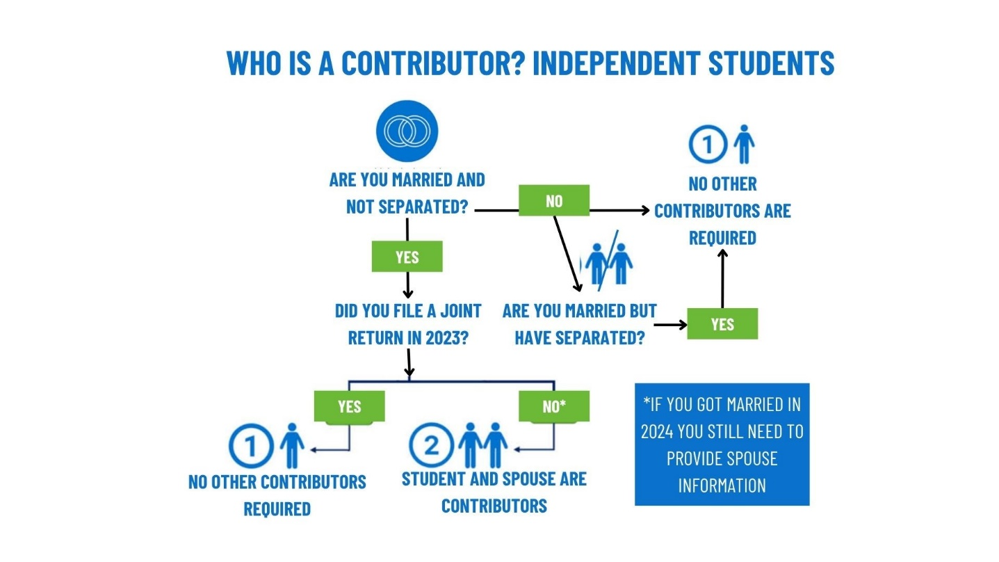 WHO IS A CONTRIBUTOR? INDEPENDENT STUDENTS
ARE YOU MARRIED AND
NOT SEPARATED?
NO
1
NO OTHER
CONTRIBUTORS ARE
REQUIRED
YES
DID YOU FILE A JOINT
RETURN IN 2023?
ARE YOU MARRIED BUT
HAVE SEPARATED?
YES
YES
1
NO OTHER CONTRIBUTORS
REQUIRED
NO*
2
STUDENT AND SPOUSE ARE
CONTRIBUTORS
*IF YOU GOT MARRIED IN
2024 YOU STILL NEED TO
PROVIDE SPOUSE
INFORMATION